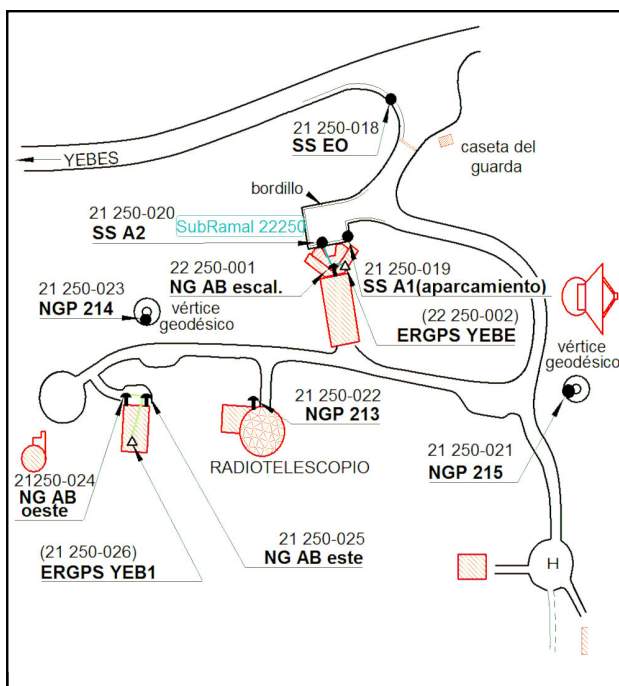 21 250-018
SS EO
YEBES
caseta del
guarda
bordillo
21 250-020
SS A2
SubRamal 22250
22 250-001
NG AB escal.
21 250-019
SS A1(aparcamiento)
21 250-023
NGP 214
vértice
geodésico
(22 250-002)
ERGPS YEBE
vértice
geodésico
21 250-022
NGP 213
21 250-021
NGP 215
RADIOTELESCOPIO
21250-024
NG AB
oeste
21 250-025
NG AB este
(21 250-026)
ERGPS YEB1
H